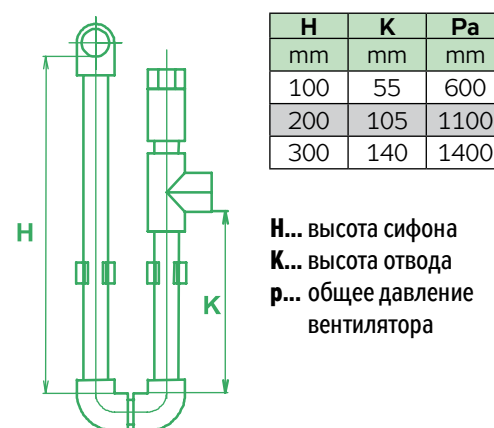 H K Pa
mm mm mm
100 55 600
200 105 1100
300 140 1400
H
K
H... высота сифона
K... высота отвода
p... общее давление
вентилятора